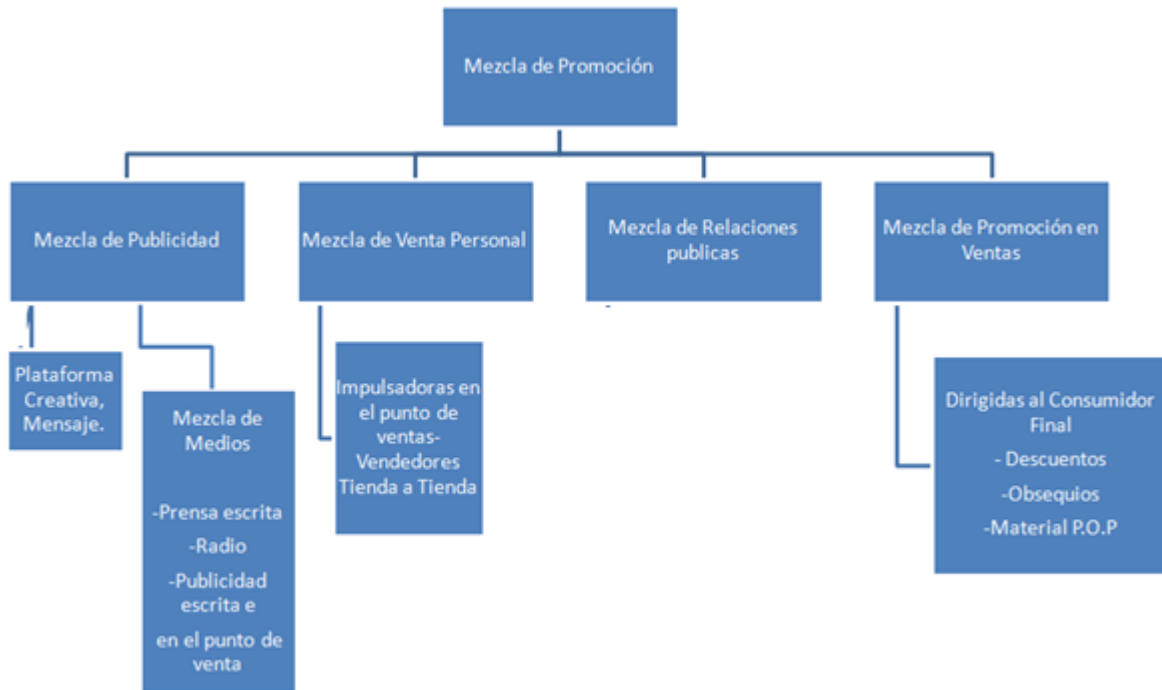 Mezcla de Promoción
Mezcla de Publicidad
Mezcla de Venta Personal
Mezcla de Relaciones
publicas
Mezcla de Promoción en
Ventas
Plataforma
Creativa,
Mensaje.
Mezcla de
Medios
-Prensa escrita
-Radio
-Publicidad
escrita e
en el punto de
venta
Impulsadoras en
el punto de
ventas-
Vendedores
Tienda a Tienda
Dirigidas al Consumidor
Final
- Descuentos
-Obsequios
-Material P.O.P